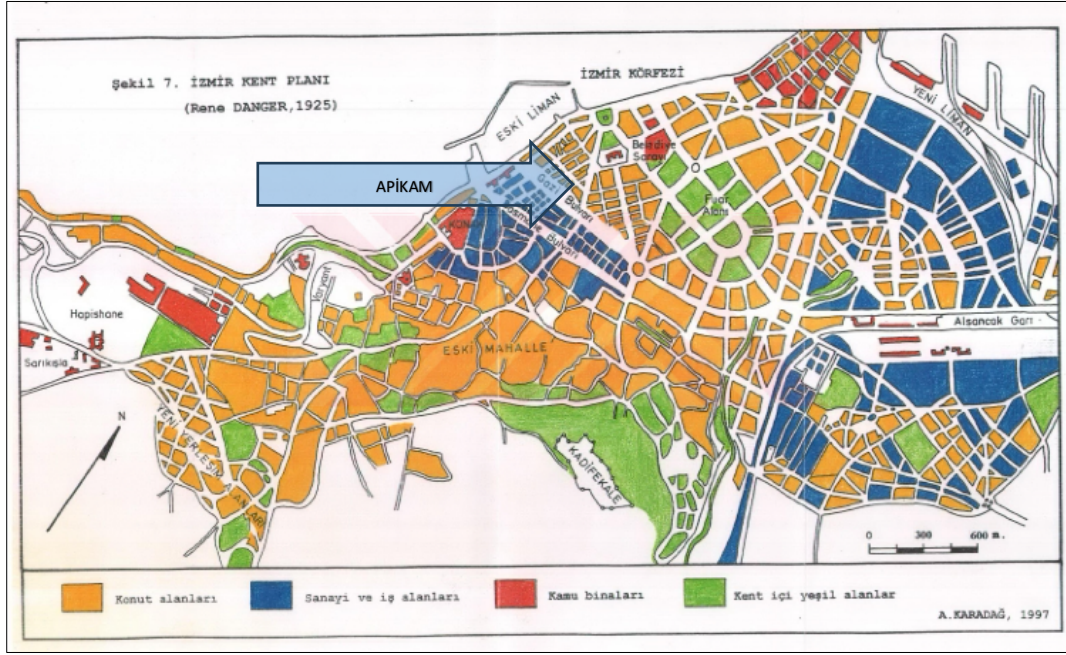 Şekil 7. İZMİR KENT PLANI
(Rene DANGER,1925)
İZMİR KÖRFEZİ
ESKİ LİMAN
YENİ LİMAN
Belediye
Sarayı
APİKAM
Gazi
Bulvarı
Fuar
Alanı
KONAK
Bulvarı
Varyant
Hapishane
Alsancak Garı
Sarıkışla
ESKİ MAHALLE
N
YENİ YERLEŞİM ALANLARI
KADİFEKALE
0 300 600 m.
Konut alanları
Sanayi ve iş alanları
Kamu binaları
Kent içi yeşil alanlar
A.KARADAĞ, 1997